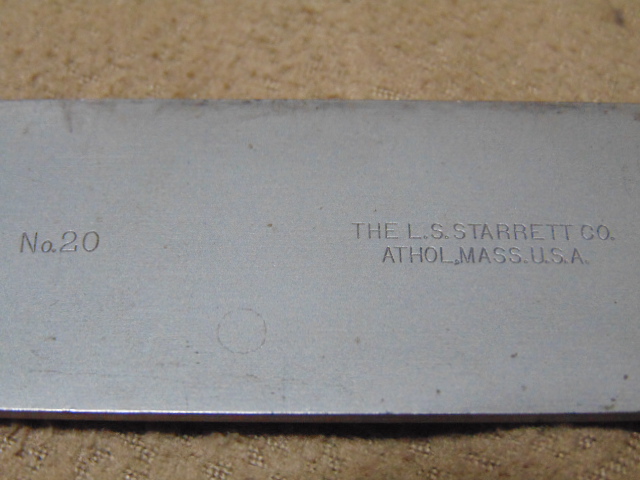 No. 20
THE L.S. STARRETT CO.
ATHOL, MASS. U.S.A.